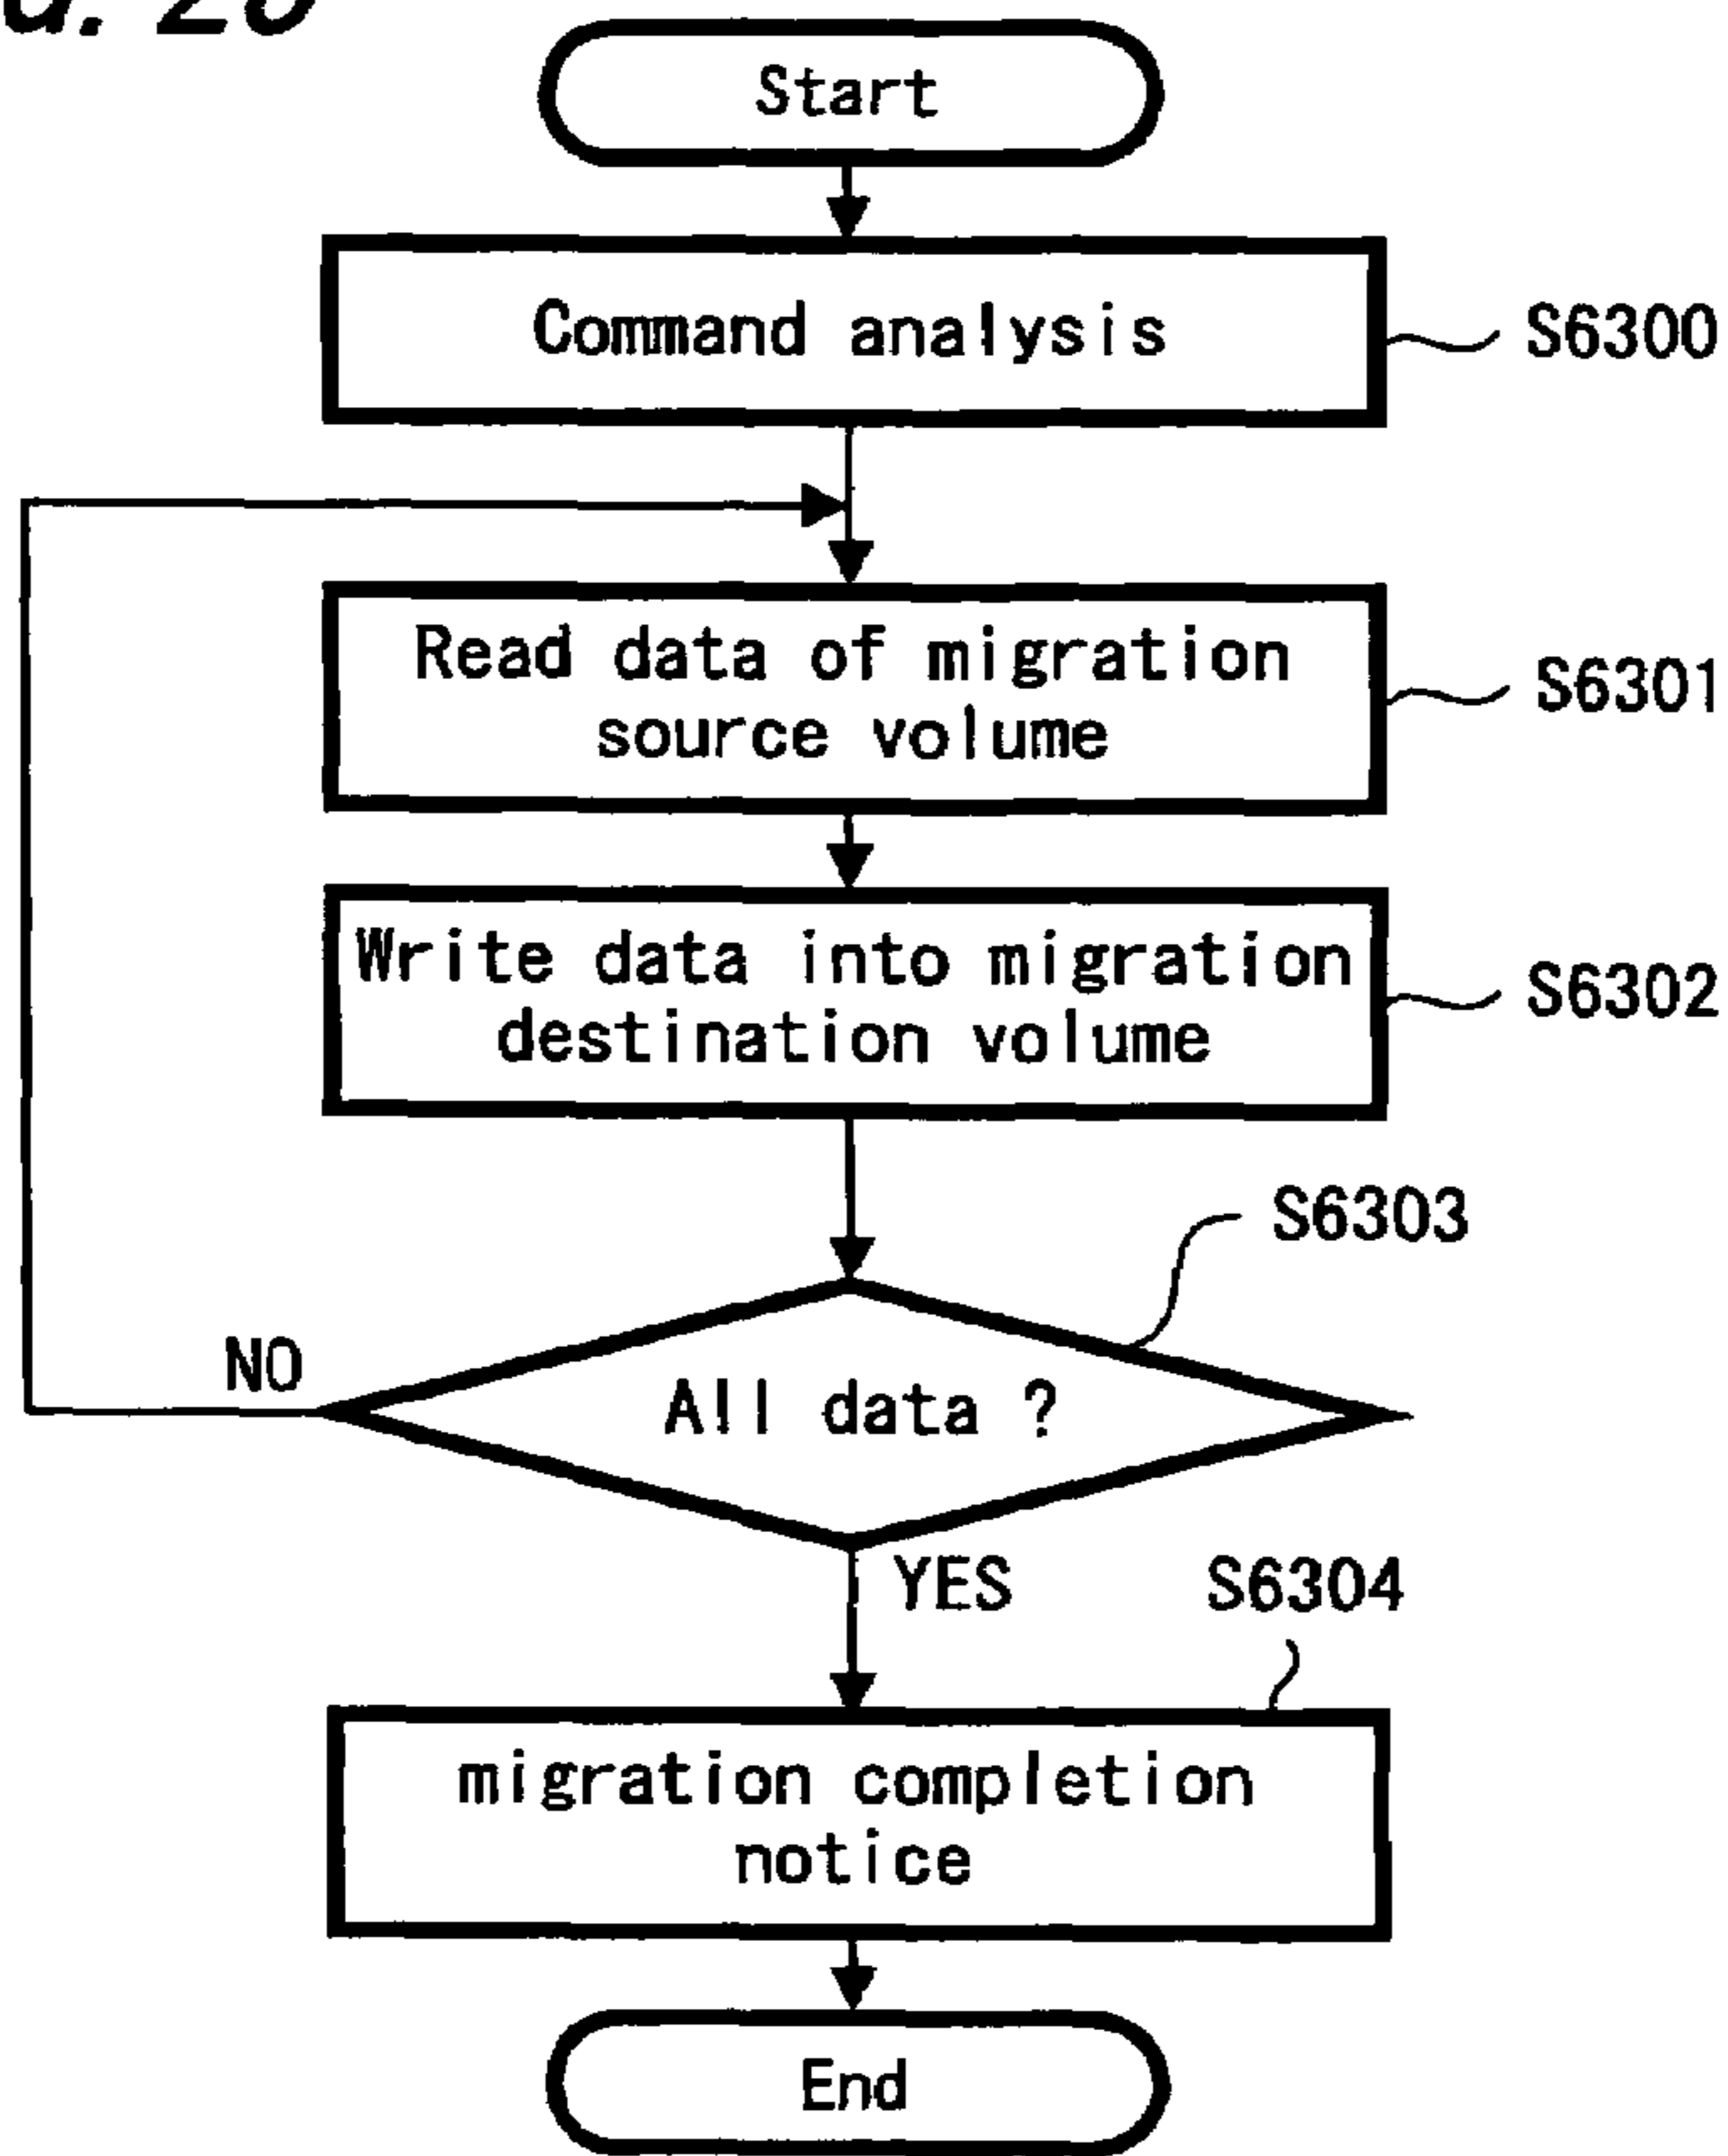 Start
Command analysis
S6300
Read data of migration
source volume
S6301
Write data into migration
destination volume
S6302
S6303
NO
All data ?
YES
S6304
migration completion
notice
End